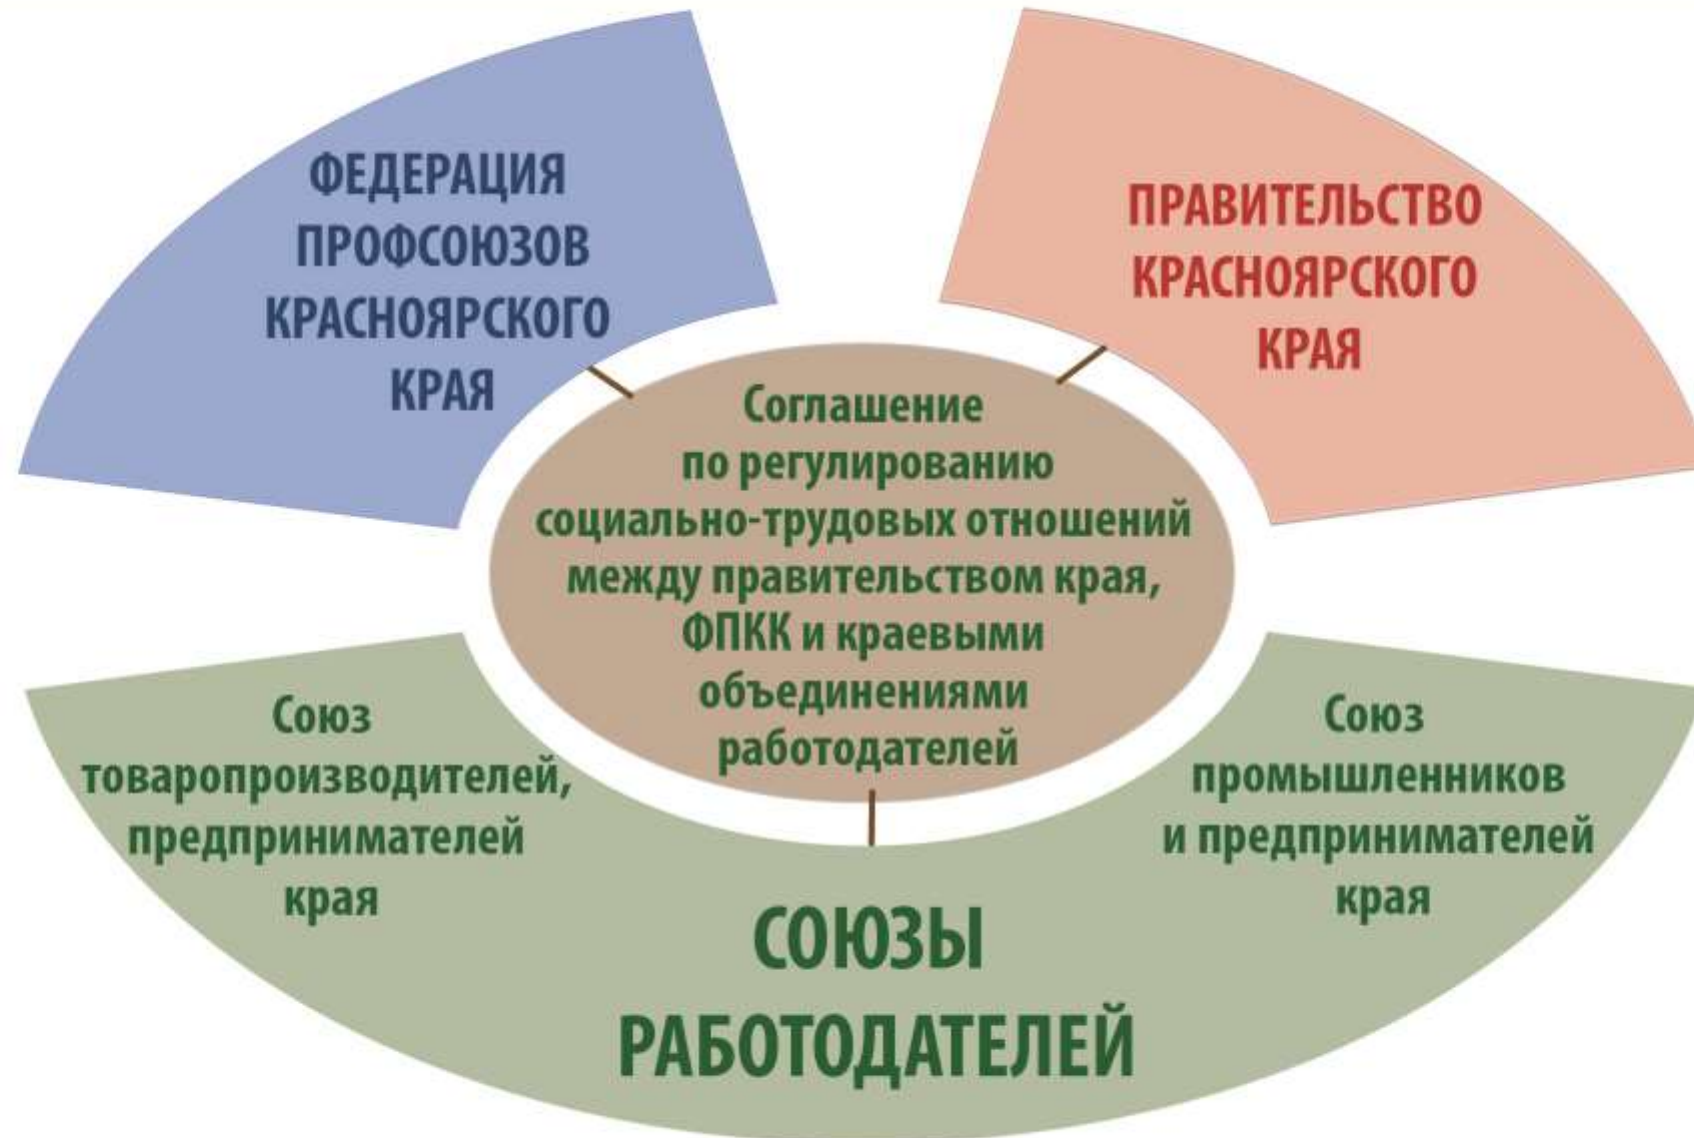 ФЕДЕРАЦИЯ
ПРОФСОЮЗОВ
КРАСНОЯРСКОГО
КРАЯ
ПРАВИТЕЛЬСТВО
КРАСНОЯРСКОГО
КРАЯ
Соглашение
по регулированию
социально-трудовых отношений
между правительством края,
ФПКК и краевыми
объединениями
работодателей
Союз
товаропроизводителей,
предпринимателей
края
Союз
промышленников
и предпринимателей
края
СОЮЗЫ
РАБОТОДАТЕЛЕЙ